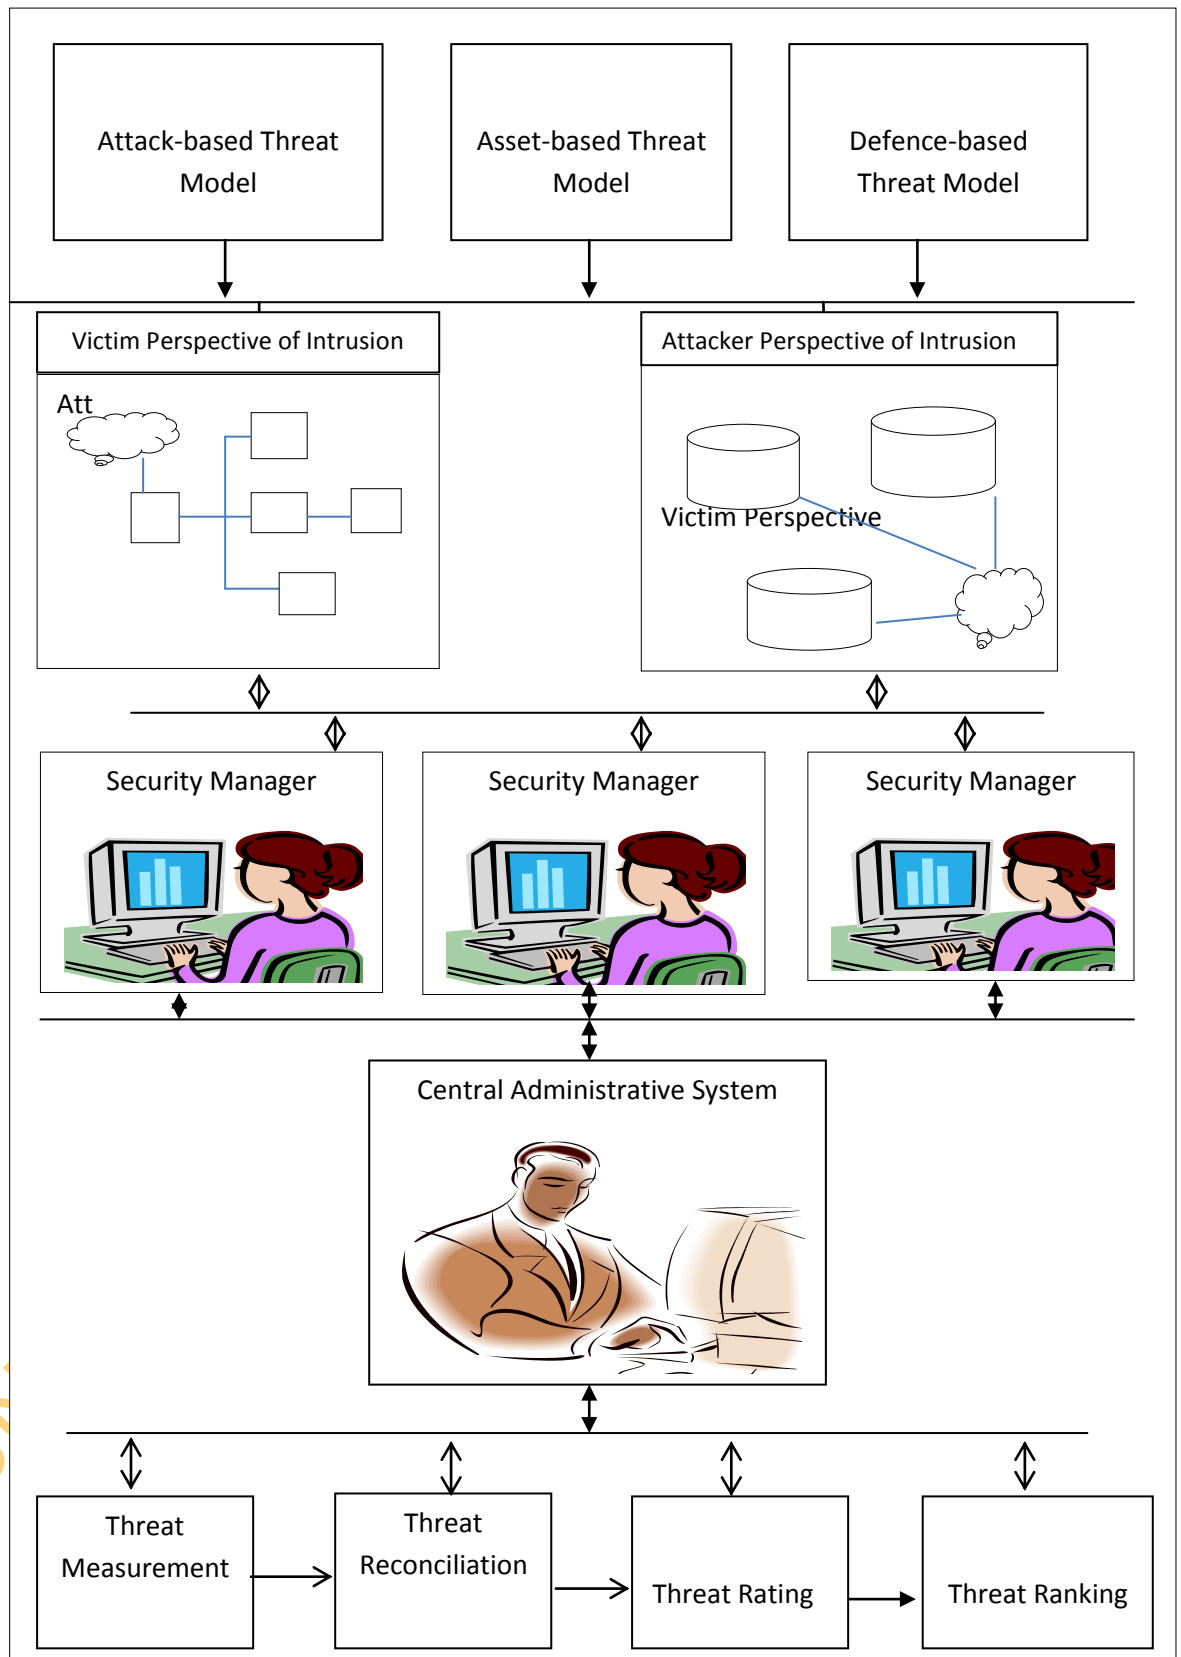 Attack-based Threat
Model
Asset-based Threat
Model
Defence-based
Threat Model
Victim Perspective of Intrusion
Attacker Perspective of Intrusion
Att
Victim Perspective
Security Manager
Security Manager
Security Manager
Central Administrative System
Threat
Measurement
Threat
Reconciliation
Threat Rating
Threat Ranking